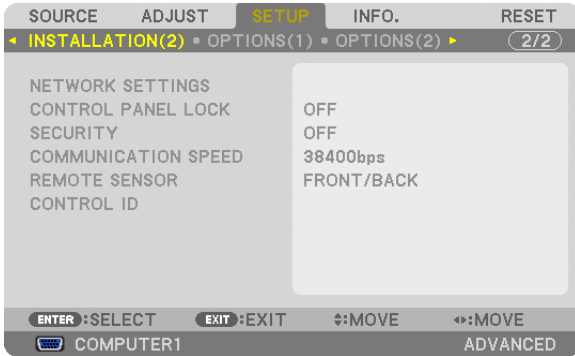 SOURCE ADJUST SETUP INFO. RESET
INSTALLATION(2) • OPTIONS(1) • OPTIONS(2) 2/2
NETWORK SETTINGS
CONTROL PANEL LOCK OFF
SECURITY OFF
COMMUNICATION SPEED 38400bps
REMOTE SENSOR FRONT/BACK
CONTROL ID
ENTER :SELECT EXIT :EXIT :MOVE :MOVE
COMPUTER1 ADVANCED